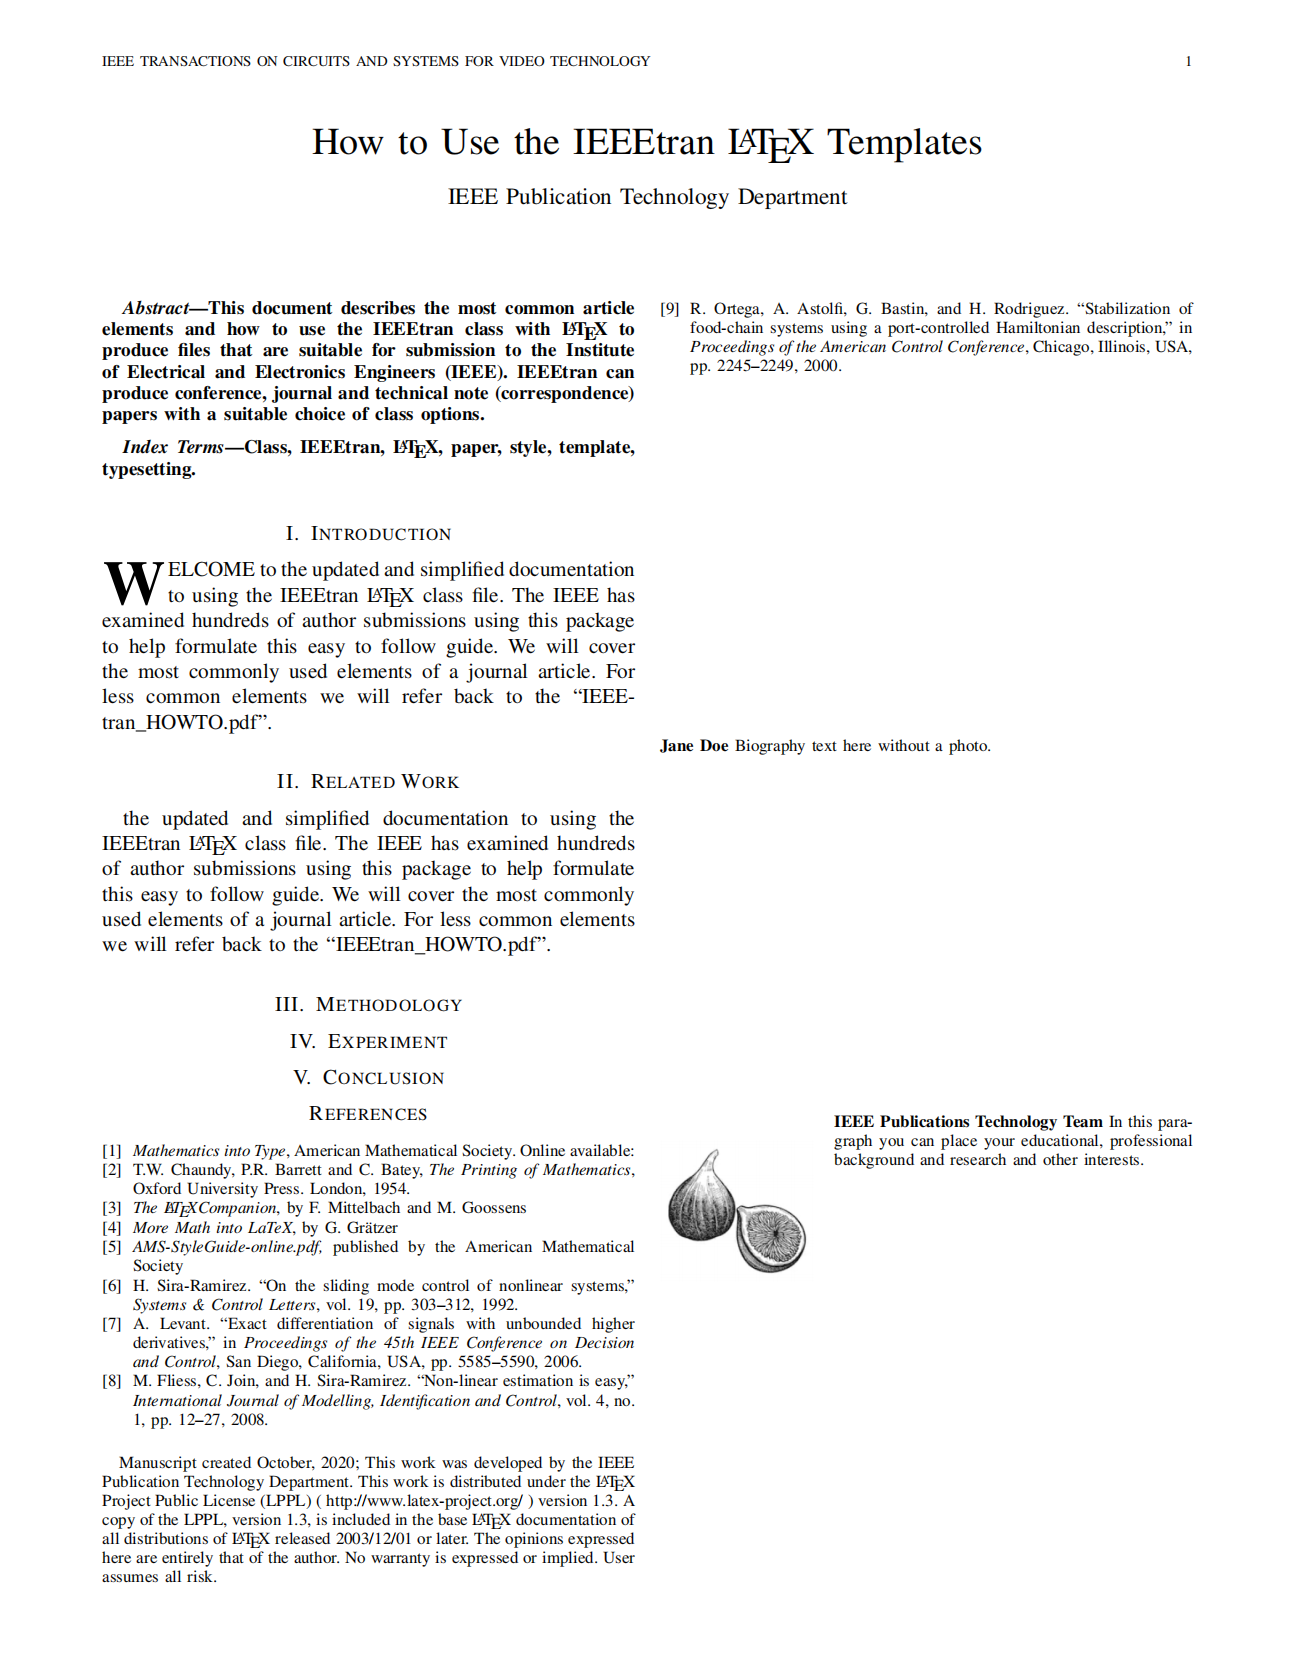 IEEE TRANSACTIONS ON CIRCUITS AND SYSTEMS FOR VIDEO TECHNOLOGY 1
How to Use the IEEEtran LATEX Templates
IEEE Publication Technology Department
Abstract—This document describes the most common article
elements and how to use the IEEEtran class with LATEX to
produce files that are suitable for submission to the Institute
of Electrical and Electronics Engineers (IEEE). IEEEtran can
produce conference, journal and technical note (correspondence)
papers with a suitable choice of class options.
Index Terms—Class, IEEEtran, LATEX, paper, style, template,
typesetting.
I. INTRODUCTION
WELCOME to the updated and simplified documentation
to using the IEEEtran LATEX class file. The IEEE has
examined hundreds of author submissions using this package
to help formulate this easy to follow guide. We will cover
the most commonly used elements of a journal article. For
less common elements we will refer back to the “IEEE-
tran_HOWTO.pdf”.
II. RELATED WORK
the updated and simplified documentation to using the
IEEEtran LATEX class file. The IEEE has examined hundreds
of author submissions using this package to help formulate
this easy to follow guide. We will cover the most commonly
used elements of a journal article. For less common elements
we will refer back to the “IEEEtran_HOWTO.pdf”.
III. METHODOLOGY
IV. EXPERIMENT
V. CONCLUSION
REFERENCES
[1] Mathematics into Type, American Mathematical Society. Online available:
[2] T.W. Chaundy, P.R. Barrett and C. Batey, The Printing of Mathematics,
Oxford University Press. London, 1954.
[3] The LATEXCompanion, by F. Mittelbach and M. Goossens
[4] More Math into LaTeX, by G. Grätzer
[5] AMS-StyleGuide-online.pdf, published by the American Mathematical
Society
[6] H. Sira-Ramirez. “On the sliding mode control of nonlinear systems,”
Systems & Control Letters, vol. 19, pp. 303–312, 1992.
[7] A. Levant. “Exact differentiation of signals with unbounded higher
derivatives,” in Proceedings of the 45th IEEE Conference on Decision
and Control, San Diego, California, USA, pp. 5585–5590, 2006.
[8] M. Fliess, C. Join, and H. Sira-Ramirez. “Non-linear estimation is easy,”
International Journal of Modelling, Identification and Control, vol. 4, no.
1, pp. 12–27, 2008.
Manuscript created October, 2020; This work was developed by the IEEE
Publication Technology Department. This work is distributed under the LATEX
Project Public License (LPPL) ( http://www.latex-project.org/ ) version 1.3. A
copy of the LPPL, version 1.3, is included in the base LATEX documentation of
all distributions of LATEX released 2003/12/01 or later. The opinions expressed
here are entirely that of the author. No warranty is expressed or implied. User
assumes all risk.
[9] R. Ortega, A. Astolfi, G. Bastin, and H. Rodriguez. “Stabilization of
food-chain systems using a port-controlled Hamiltonian description,” in
Proceedings of the American Control Conference, Chicago, Illinois, USA,
pp. 2245–2249, 2000.
Jane Doe Biography text here without a photo.
IEEE Publications Technology Team In this para-
graph you can place your educational, professional
background and research and other interests.